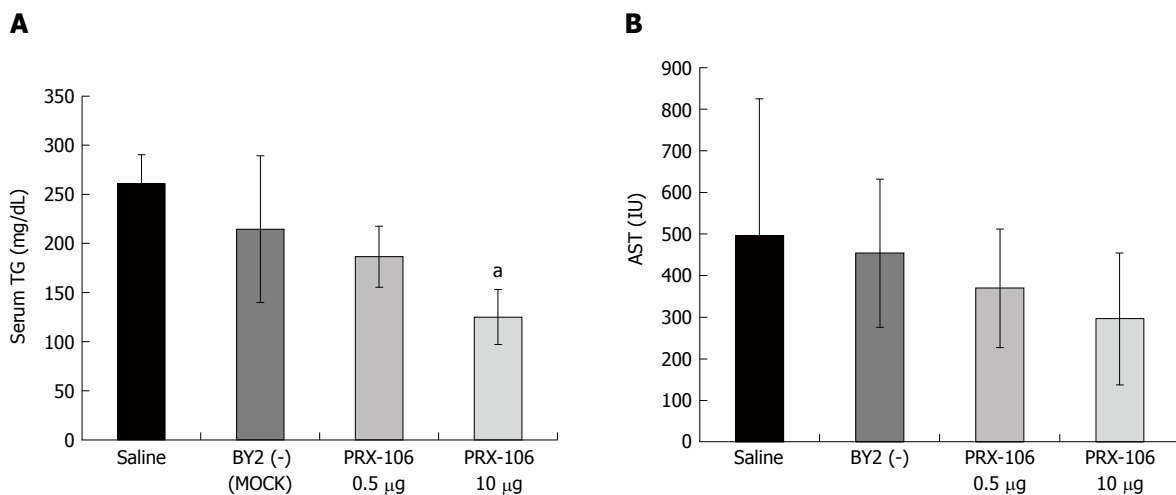 A
350
300
250
200
150
100
50
0
Serum TG (mg/dL)
a
Saline
BY2 (-)
(MOCK)
PRX-106
0.5 μg
PRX-106
10 μg
B
900
800
700
600
500
400
300
200
100
0
AST (IU)
Saline
BY2 (-)
PRX-106
0.5 μg
PRX-106
10 μg